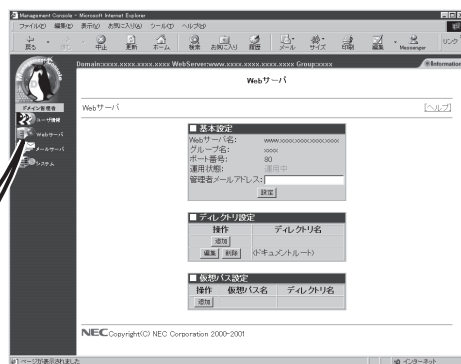 Management Console - Microsoft Internet Explorer
ファイル(F) 編集(E) 表示(V) お気に入り(A) ツール(T) ヘルプ(H)
戻る 中止 更新 ホーム 検索 お気に入り 履歴 メール サイズ 印刷 編集 Messenger リンク
Domain:xxxx.xxxx.xxxx.xxxx WebServer:www.xxxx.xxxx.xxxx.xxxx Group:xxxx
Information
Webサーバ
ドメイン管理者
ユーザ情報
Webサーバ
メールサーバ
システム
Webサーバ [ヘルプ]
■ 基本設定
Webサーバ名: www.xxxx.xxxx.xxxx.xxxx
グループ名: xxxx
ポート番号: 80
運用状態: 運用中
管理者メールアドレス:
設定
■ ディレクトリ設定
操作 ディレクトリ名
追加
編集 削除 (ドキュメントルート)
■ 仮想パス設定
操作 仮想パス名 ディレクトリ名
追加
NEC Copyright(C) NEC Corporation 2000-2001
ページが表示されました インターネット